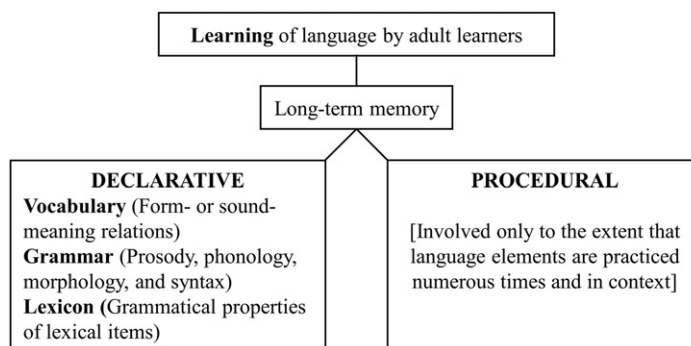 Learning of language by adult learners
Long-term memory
DECLARATIVE
Vocabulary (Form- or sound-
meaning relations)
Grammar (Prosody, phonology,
morphology, and syntax)
Lexicon (Grammatical properties
of lexical items)
PROCEDURAL
[Involved only to the extent that
language elements are practiced
numerous times and in context]